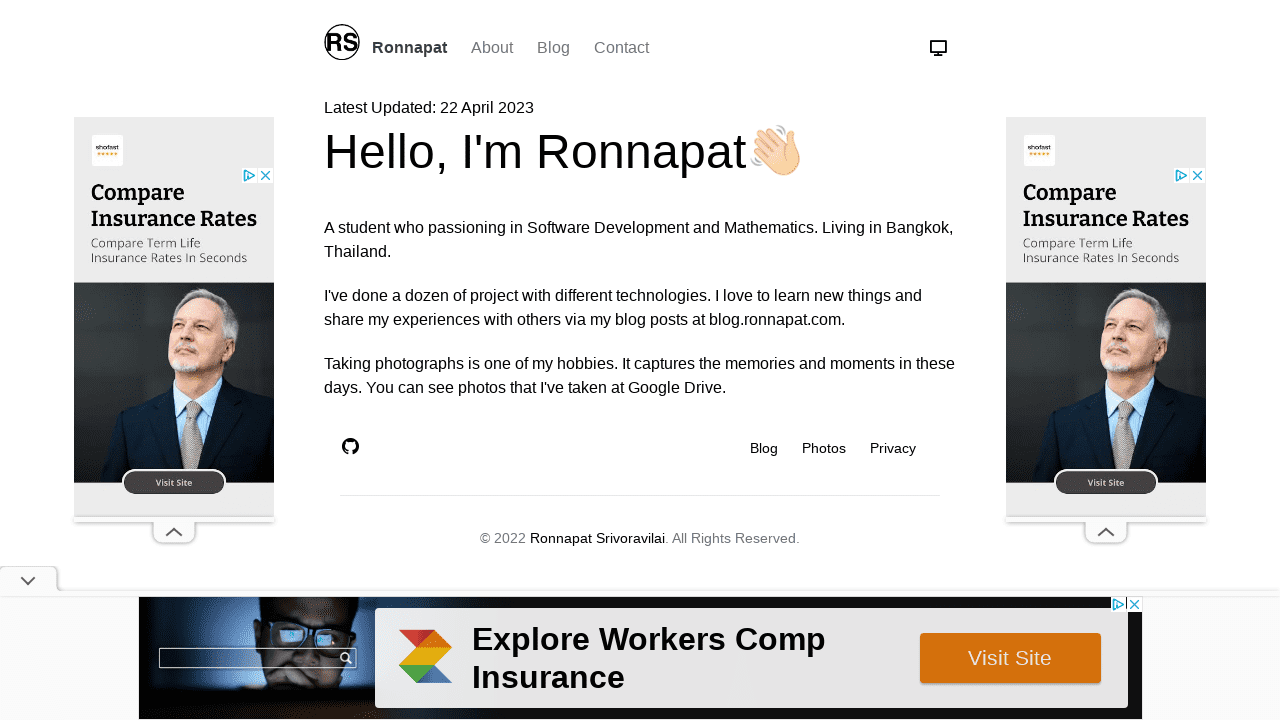 RS
Ronnapat
About
Blog
Contact
Latest Updated: 22 April 2023
Hello, I'm Ronnapat
A student who passioning in Software Development and Mathematics. Living in Bangkok,
Thailand.
I've done a dozen of project with different technologies. I love to learn new things and
share my experiences with others via my blog posts at blog.ronnapat.com.
Taking photographs is one of my hobbies. It captures the memories and moments in these
days. You can see photos that I've taken at Google Drive.
Blog
Photos
Privacy
© 2022 Ronnapat Srivoravilai. All Rights Reserved.
shofast
Compare
Insurance Rates
Compare Term Life
Insurance Rates In Seconds
Visit Site
shofast
Compare
Insurance Rates
Compare Term Life
Insurance Rates In Seconds
Visit Site
Explore Workers Comp
Insurance
Visit Site